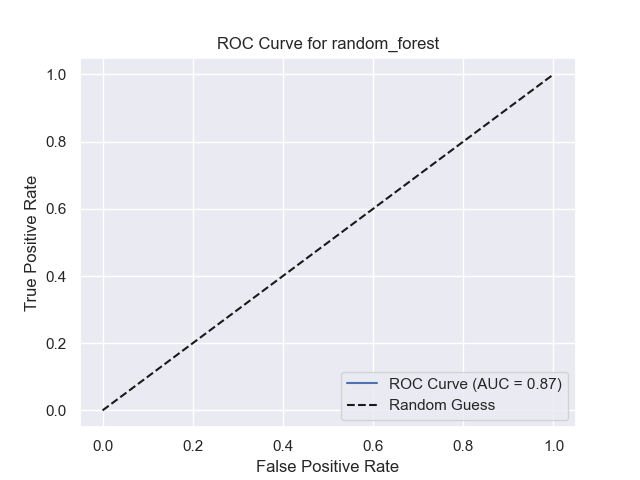 ROC Curve for random_forest
True Positive Rate
1.0
0.8
0.6
0.4
0.2
0.0
ROC Curve (AUC = 0.87)
Random Guess
0.0 0.2 0.4 0.6 0.8 1.0
False Positive Rate